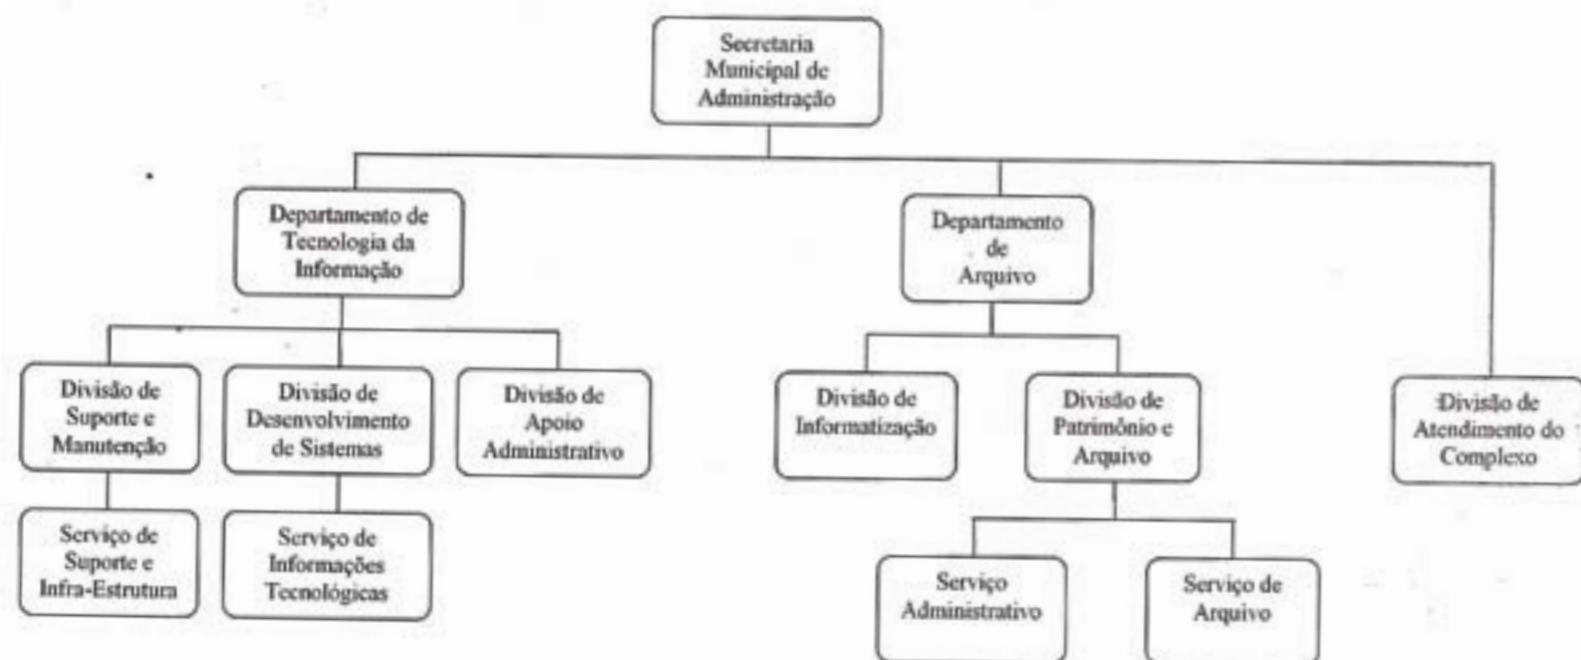 Secretaria
Municipal de
Administração
Departamento de
Tecnologia da
Informação
Departamento
de
Arquivo
Divisão de
Suporte e
Manutenção
Divisão de
Desenvolvimento
de Sistemas
Divisão de
Apoio
Administrativo
Divisão de
Informatização
Divisão de
Patrimônio e
Arquivo
Divisão de
Atendimento do
Complexo
Serviço de
Suporte e
Infra-Estrutura
Serviço de
Informações
Tecnológicas
Serviço
Administrativo
Serviço de
Arquivo